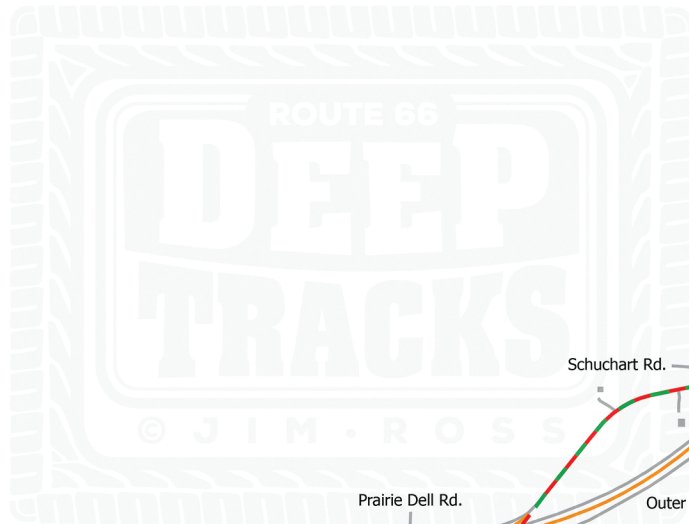 ROUTE 66
DEEP
TRACKS
© JIM • ROSS
Schuchart Rd.
Prairie Dell Rd.
Outer